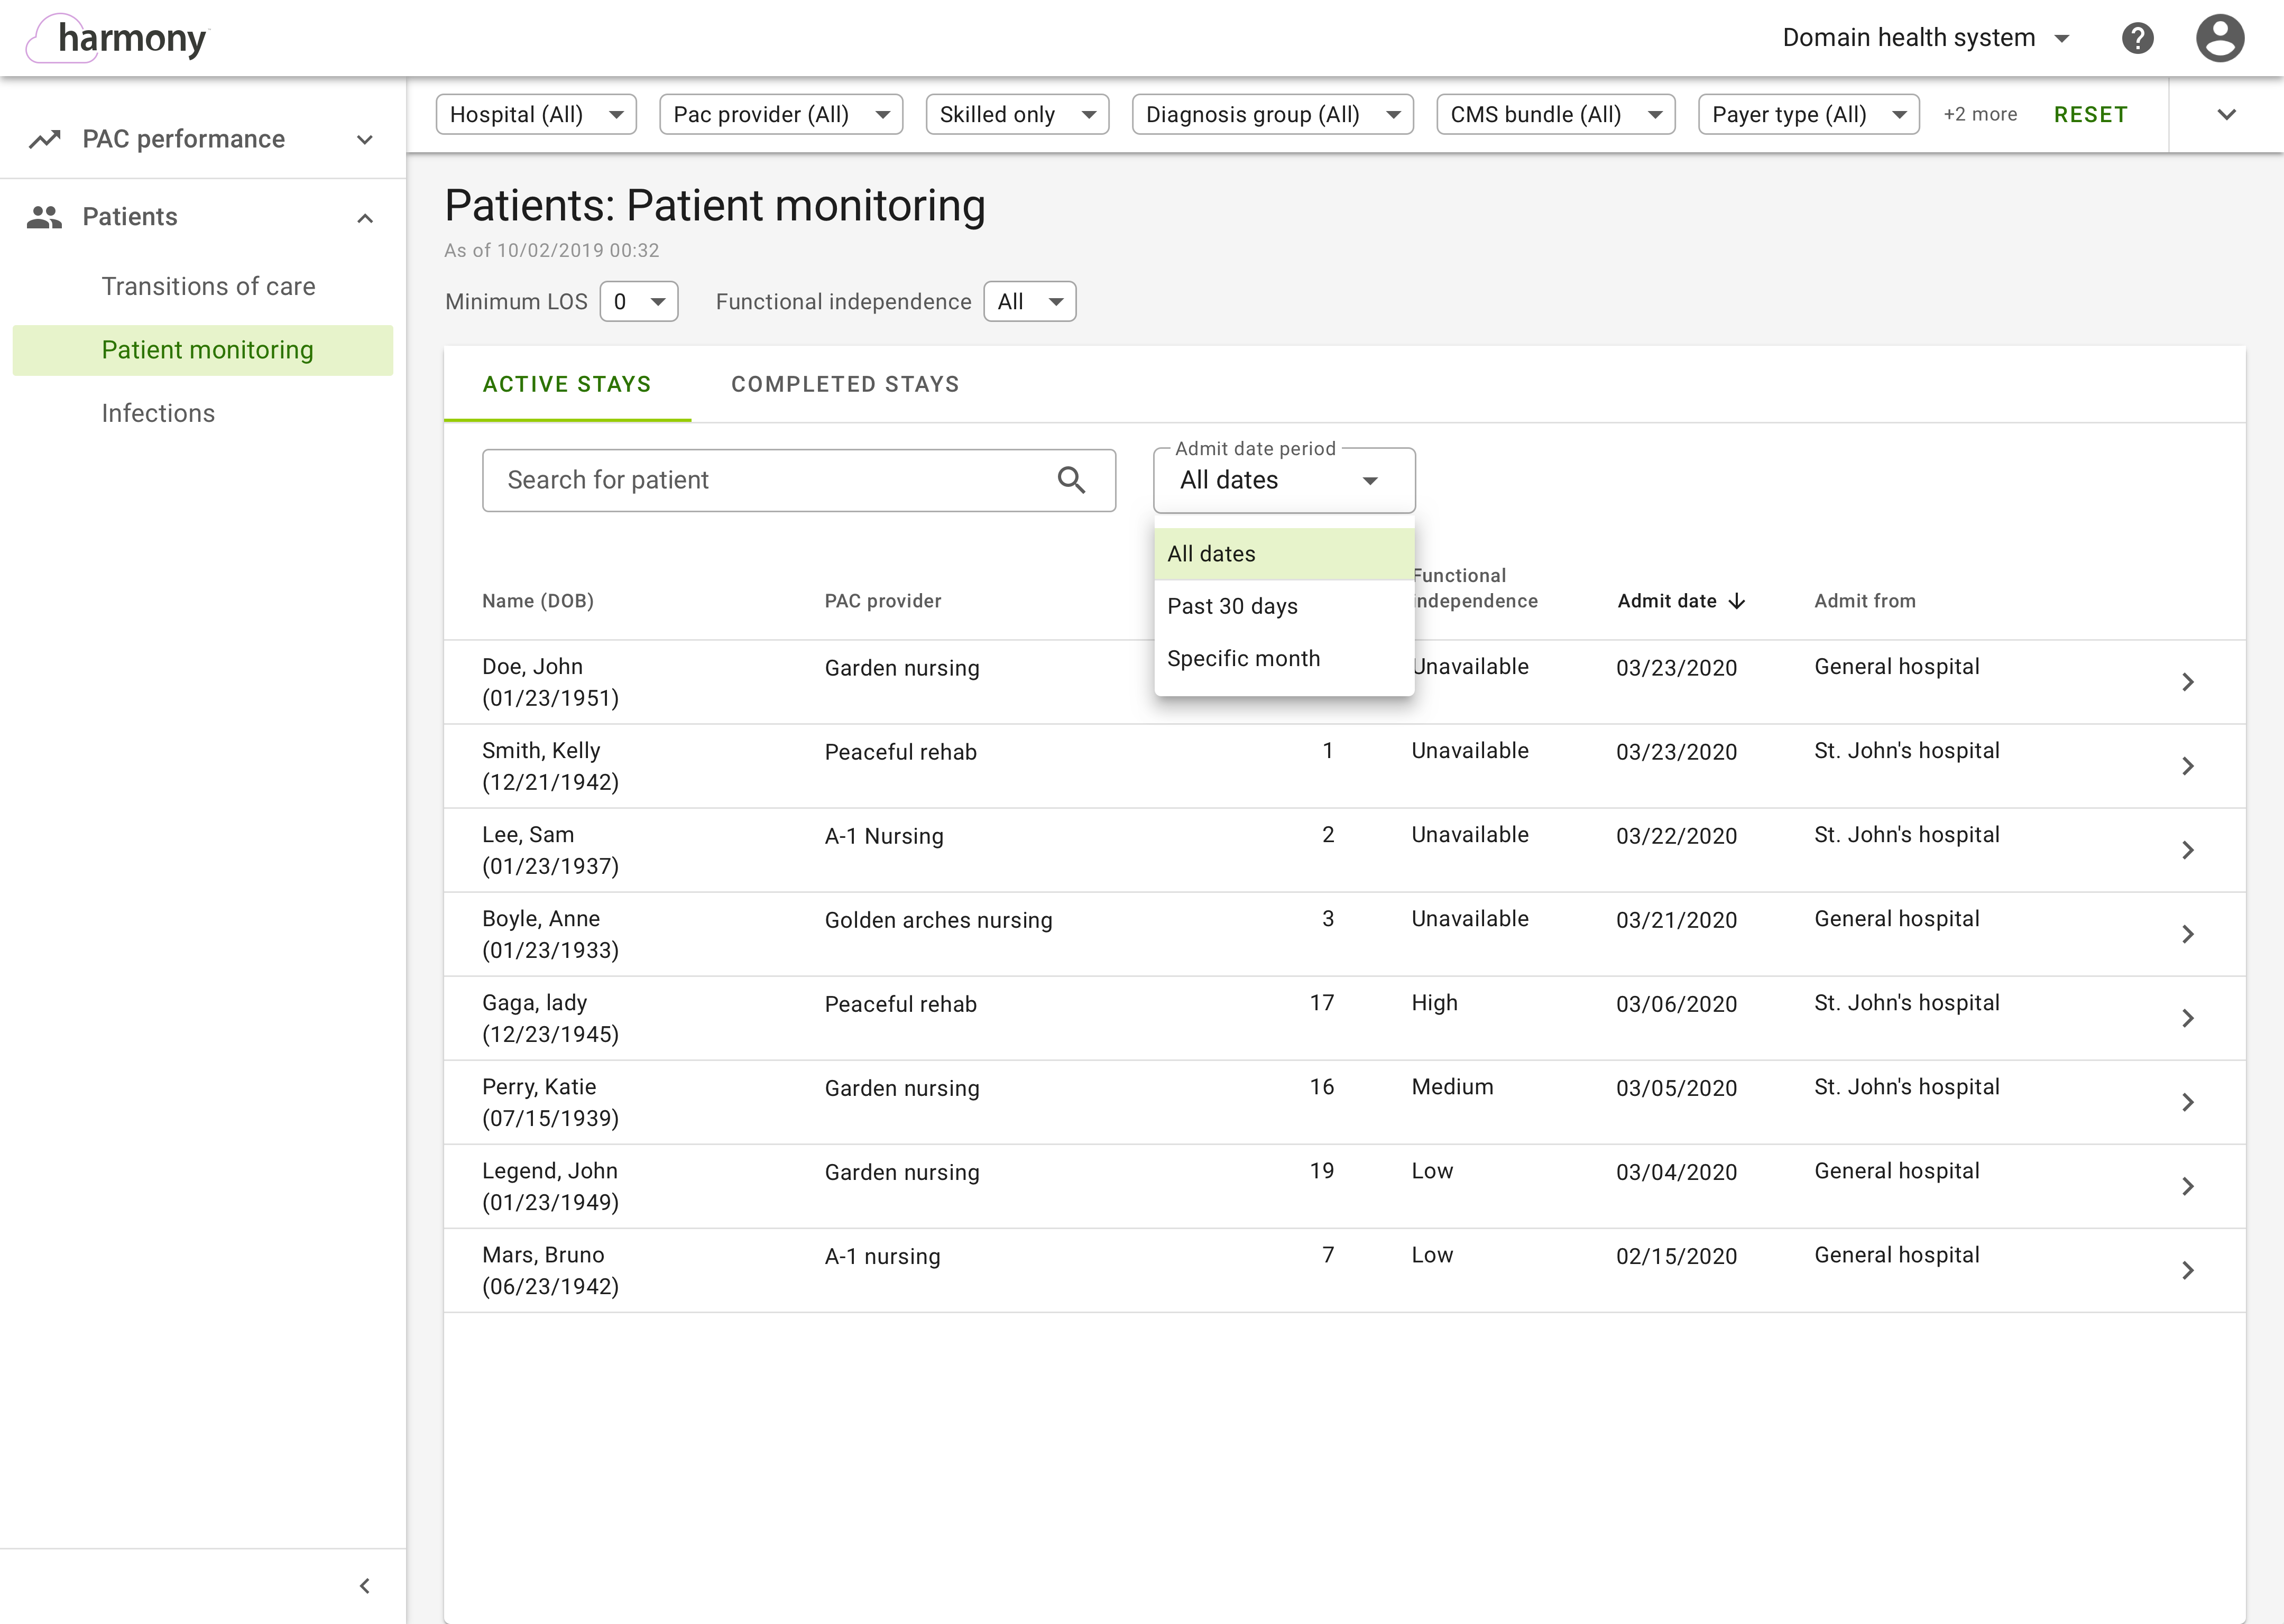 harmony
Domain health system
Hospital (All)
Pac provider (All)
Skilled only
Diagnosis group (All)
CMS bundle (All)
Payer type (All)
+2 more
RESET
PAC performance
Patients
Transitions of care
Patient monitoring
Infections
Patients: Patient monitoring
As of 10/02/2019 00:32
Minimum LOS 0 Functional independence All
ACTIVE STAYS COMPLETED STAYS
Search for patient
Admit date period
All dates
All dates
Past 30 days
Specific month
Name (DOB) PAC provider Functional independence Admit date Admit from
Doe, John Garden nursing Unavailable 03/23/2020 General hospital
(01/23/1951)
Smith, Kelly Peaceful rehab 1 Unavailable 03/23/2020 St. John's hospital
(12/21/1942)
Lee, Sam A-1 Nursing 2 Unavailable 03/22/2020 St. John's hospital
(01/23/1937)
Boyle, Anne Golden arches nursing 3 Unavailable 03/21/2020 General hospital
(01/23/1933)
Gaga, lady Peaceful rehab 17 High 03/06/2020 St. John's hospital
(12/23/1945)
Perry, Katie Garden nursing 16 Medium 03/05/2020 St. John's hospital
(07/15/1939)
Legend, John Garden nursing 19 Low 03/04/2020 General hospital
(01/23/1949)
Mars, Bruno A-1 nursing 7 Low 02/15/2020 General hospital
(06/23/1942)